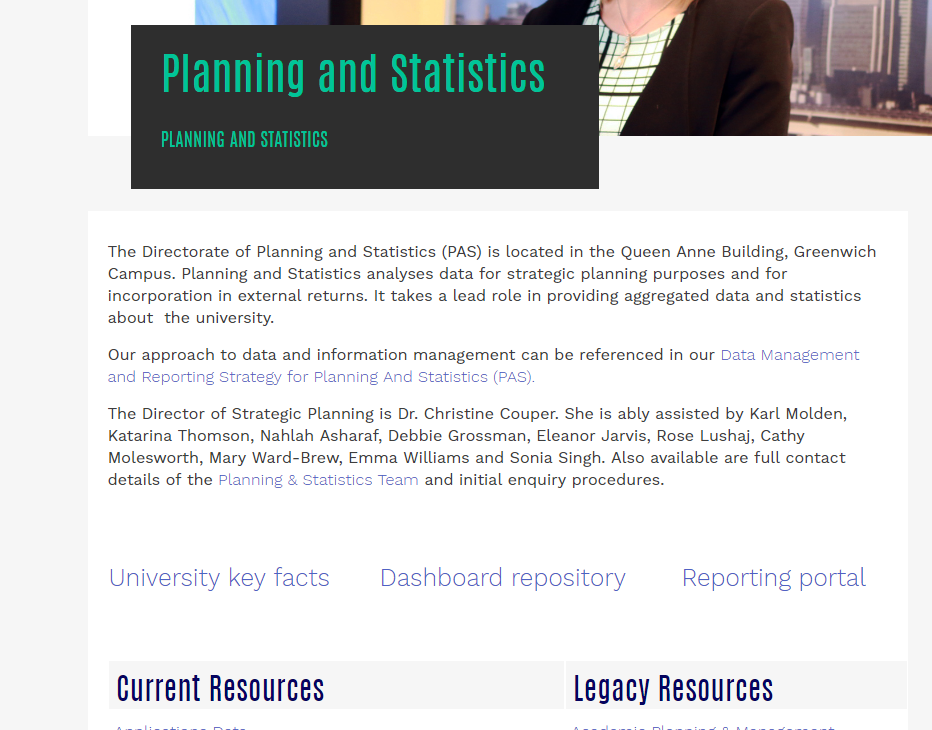 Planning and Statistics
PLANNING AND STATISTICS
The Directorate of Planning and Statistics (PAS) is located in the Queen Anne Building, Greenwich
Campus. Planning and Statistics analyses data for strategic planning purposes and for
incorporation in external returns. It takes a lead role in providing aggregated data and statistics
about  the university.
Our approach to data and information management can be referenced in our Data Management
and Reporting Strategy for Planning And Statistics (PAS).
The Director of Strategic Planning is Dr. Christine Couper. She is ably assisted by Karl Molden,
Katarina Thomson, Nahlah Asharaf, Debbie Grossman, Eleanor Jarvis, Rose Lushaj, Cathy
Molesworth, Mary Ward-Brew, Emma Williams and Sonia Singh. Also available are full contact
details of the Planning & Statistics Team and initial enquiry procedures.
University key facts Dashboard repository Reporting portal
Current Resources Legacy Resources
Applications Data Academic Planning & Management